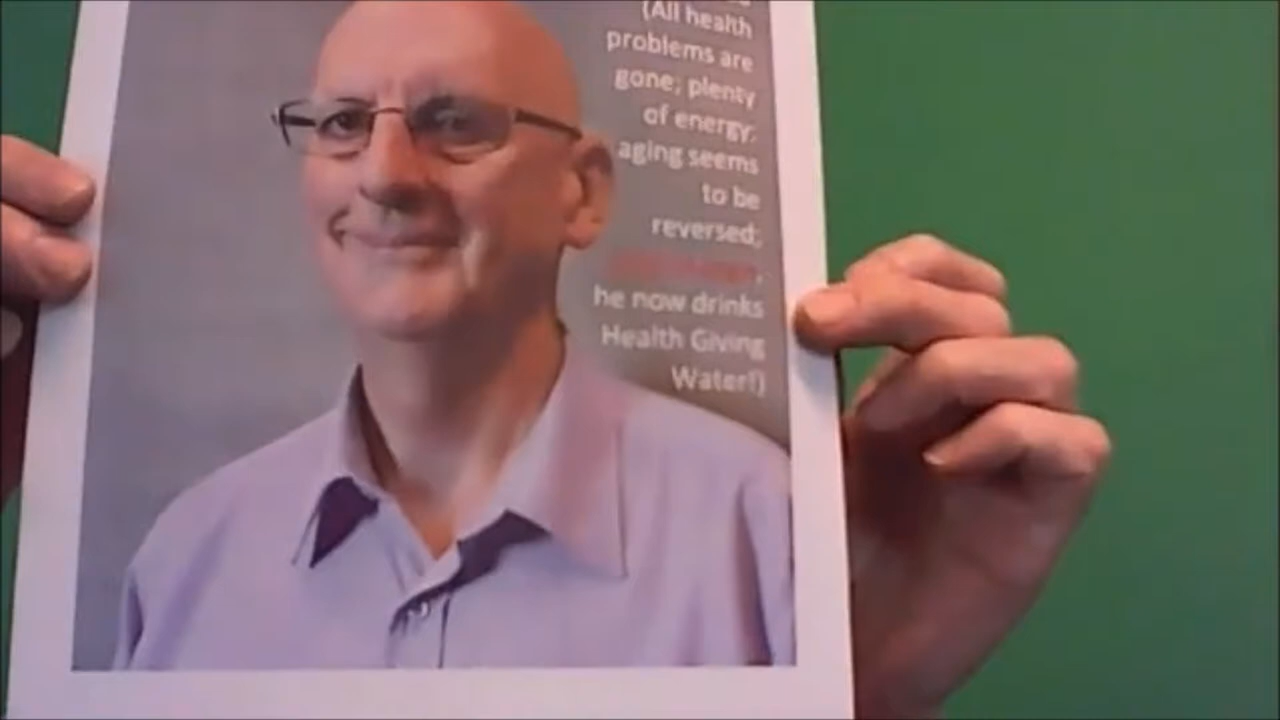 (All health
problems are
gone; plenty
of energy;
aging seems
to be
reversed;
he now drinks
Health Giving
Water!)